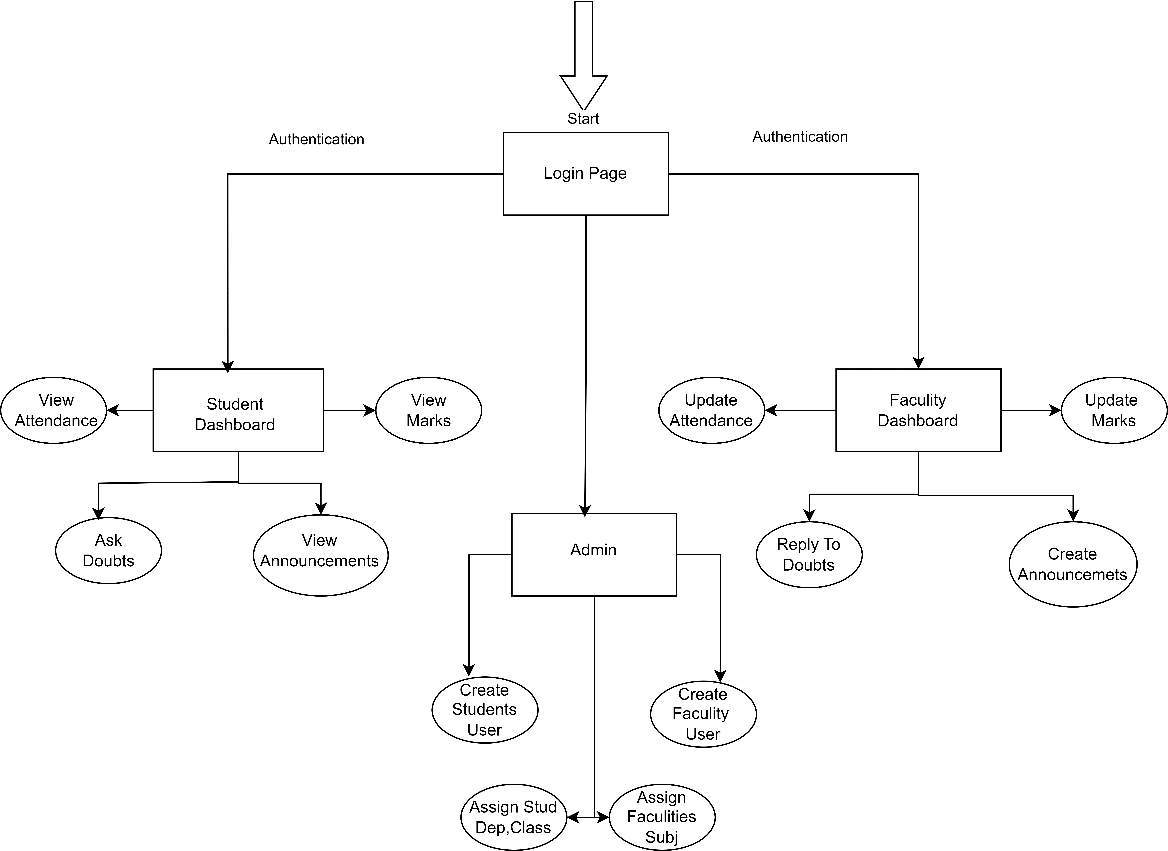 Start
Authentication
Authentication
Login Page
View
Attendance
Student
Dashboard
View
Marks
Update
Attendance
Faculity
Dashboard
Update
Marks
Ask
Doubts
View
Announcements
Admin
Reply To
Doubts
Create
Announcemets
Create
Students
User
Create
Faculity
User
Assign Stud
Dep,Class
Assign
Faculities
Subj